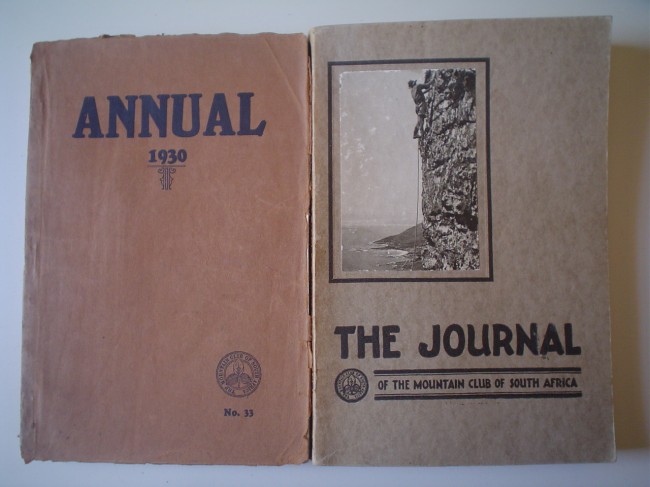 ANNUAL
1930
No. 33
THE JOURNAL
OF THE MOUNTAIN CLUB OF SOUTH AFRICA